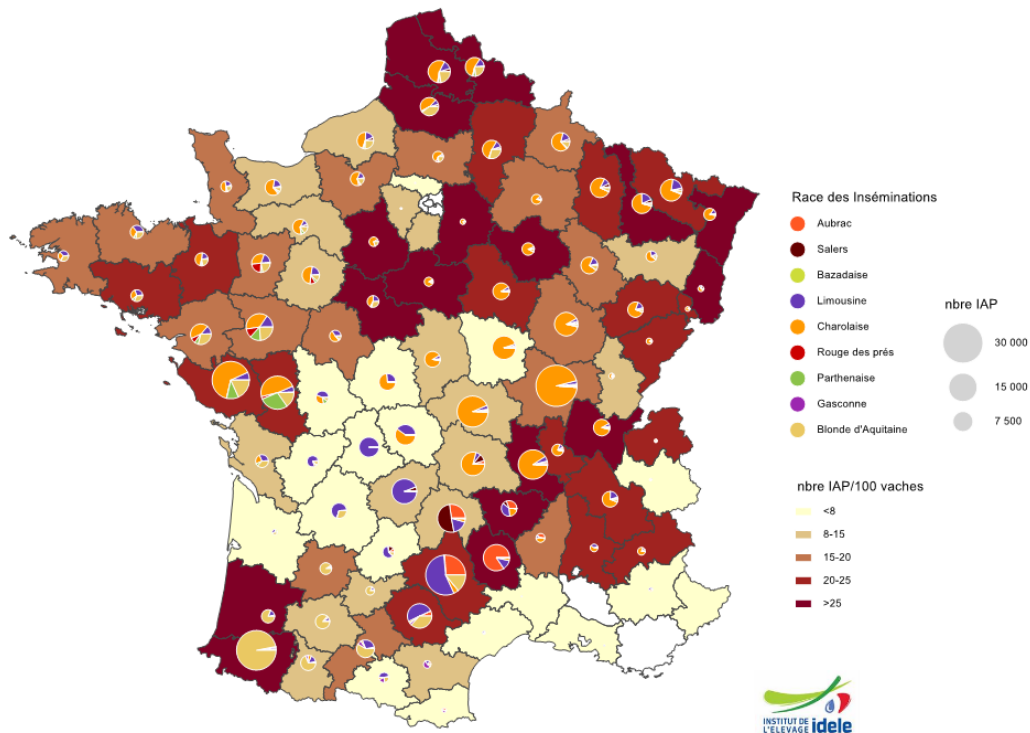 Race des Inséminations
Aubrac
Salers
Bazadaise
Limousine
Charolaise
Rouge des prés
Parthenaise
Gasconne
Blonde d'Aquitaine
nbre IAP
30 000
15 000
7 500
nbre IAP/100 vaches
<8
8-15
15-20
20-25
>25
INSTITUT DE
L'ELEVAGE idele